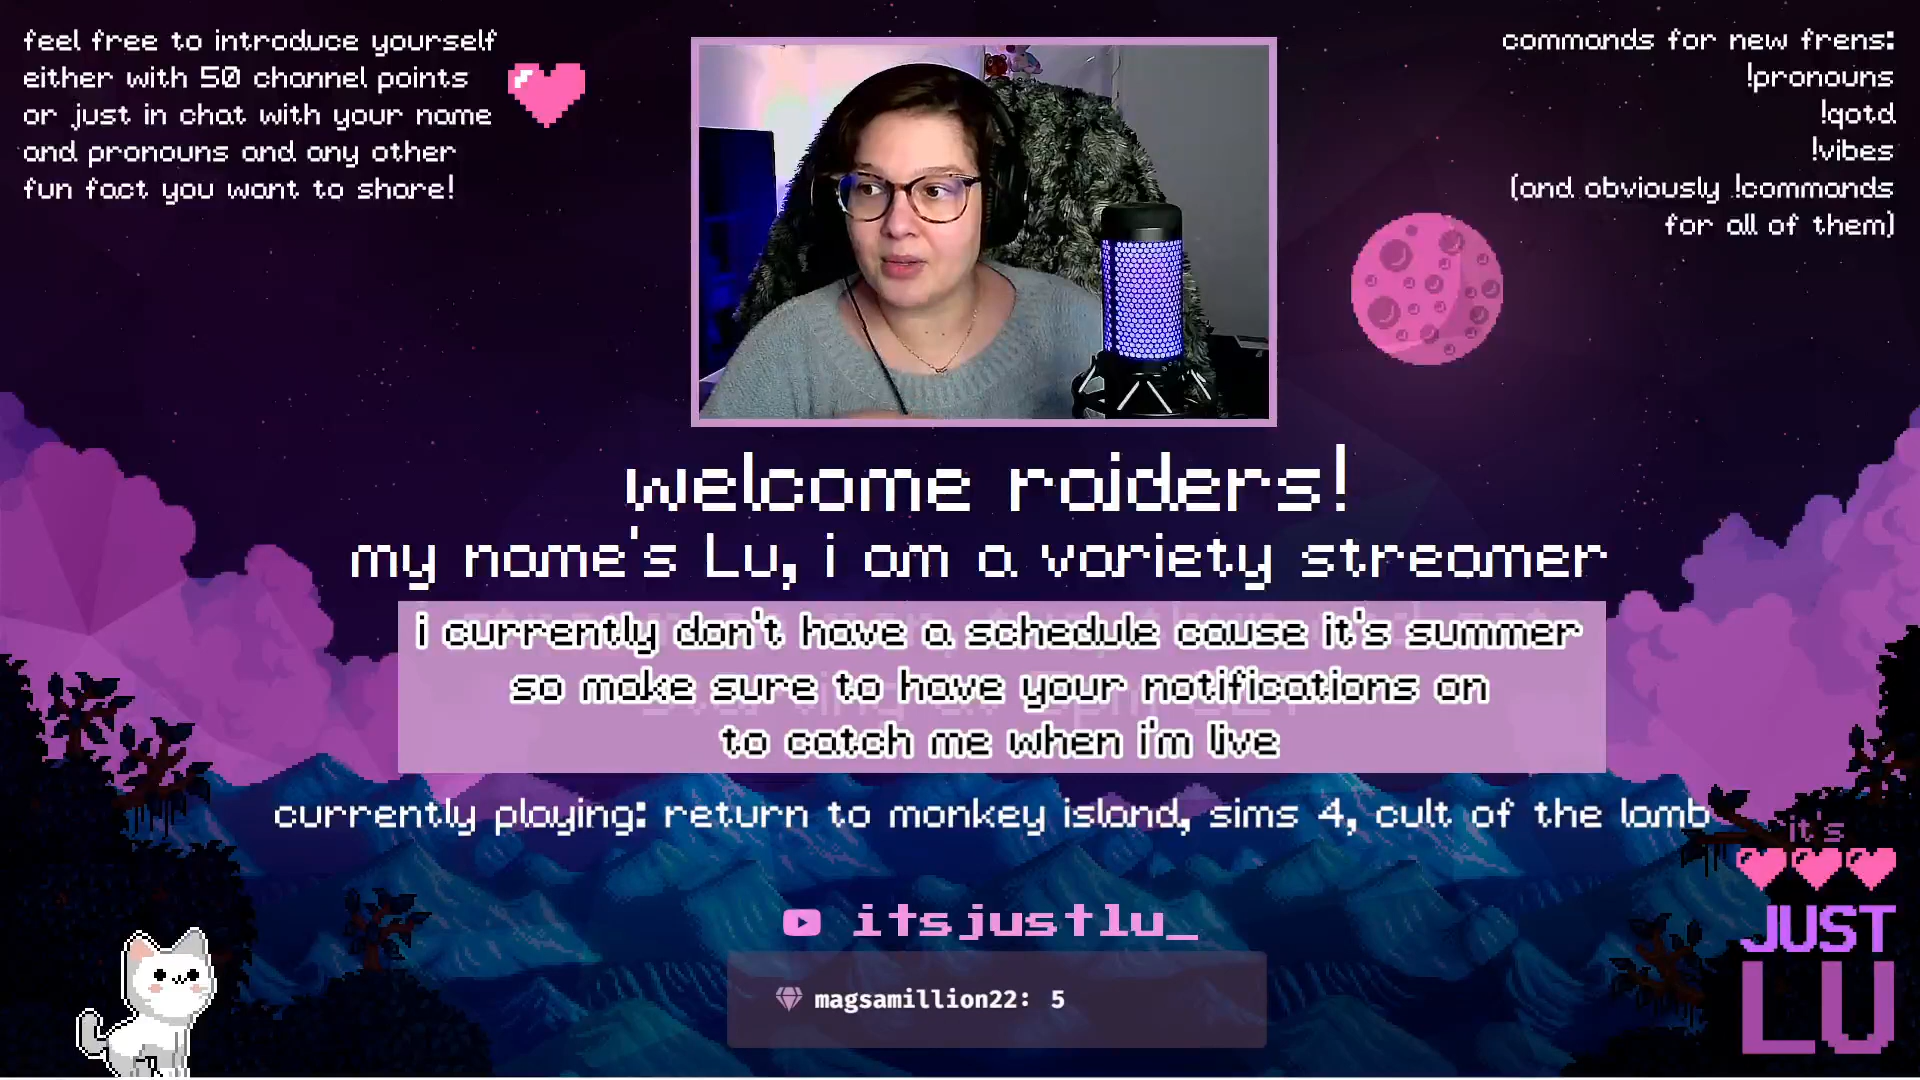 feel free to introduce yourself
either with 50 channel points
or just in chat with your name
and pronouns and any other
fun fact you want to share!
commands for new frens:
!pronouns
!qotd
!vibes
(and obviously !commands
for all of them)
welcome raiders!
my name's Lu, i am a variety streamer
i currently don't have a schedule cause it's summer
so make sure to have your notifications on
to catch me when i'm live
currently playing: return to monkey island, sims 4, cult of the lamb
itsjustlu_
magsamillion22: 5
it's
JUST
LU